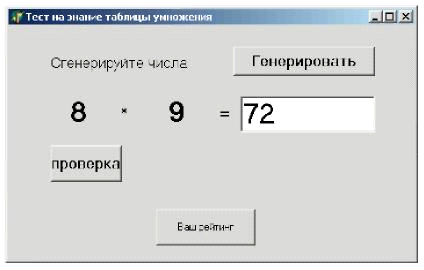 Тест на знание таблицы умножения
Сгенерируйте числа
Генерировать
8 * 9 = 72
проверка
Ваш рейтинг